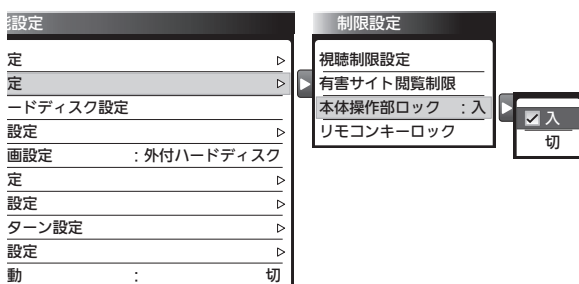 設定
定
定
ードディスク設定
設定
画設定 :外付ハードディスク
定
設定
ターン設定
設定
動 : 切
制限設定
視聴制限設定
有害サイト閲覧制限
本体操作部ロック :入
リモコンキーロック
入
切